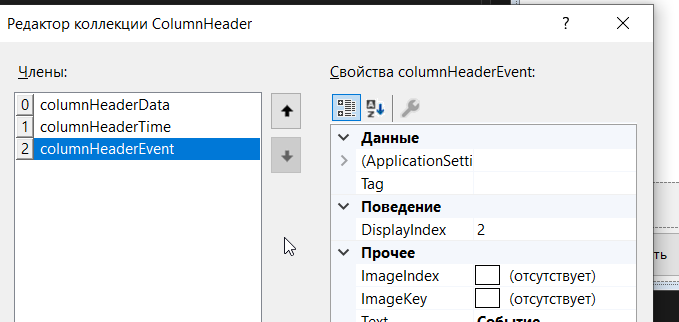 Редактор коллекции ColumnHeader
?
Члены:
Свойства columnHeaderEvent:
0 columnHeaderData
1 columnHeaderTime
2 columnHeaderEvent
Данные
(ApplicationSetti
Tag
Поведение
DisplayIndex 2
Прочее
ImageIndex (отсутствует)
ImageKey (отсутствует)
Text Событие
ть